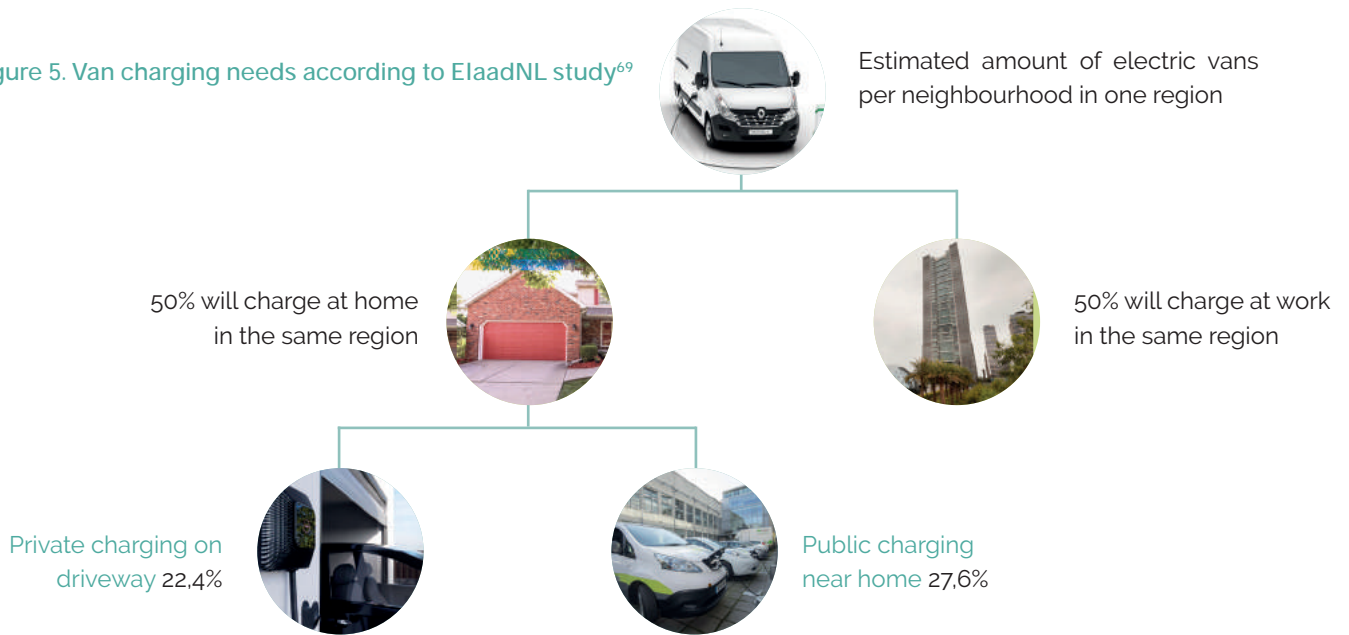 gure 5. Van charging needs according to ElaadNL study⁶⁹
Estimated amount of electric vans
per neighbourhood in one region
50% will charge at home
in the same region
50% will charge at work
in the same region
Private charging on
driveway 22,4%
Public charging
near home 27,6%